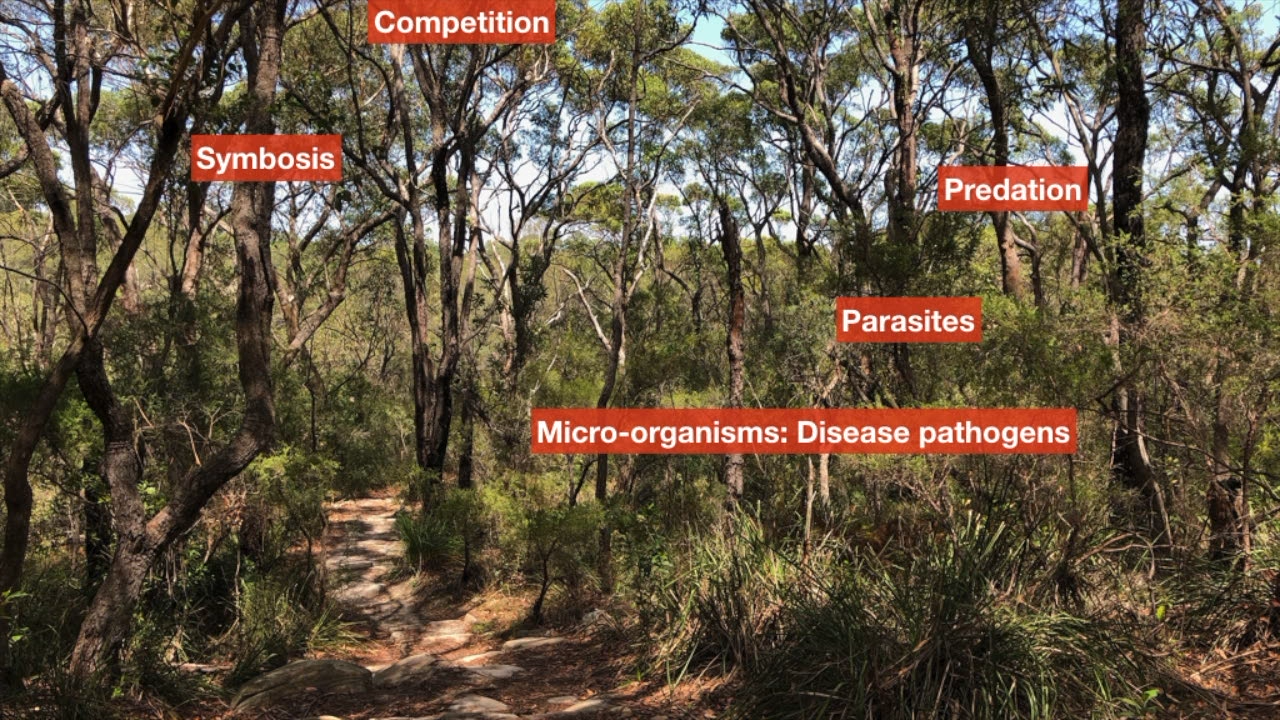 Competition
Symbosis
Predation
Parasites
Micro-organisms: Disease pathogens